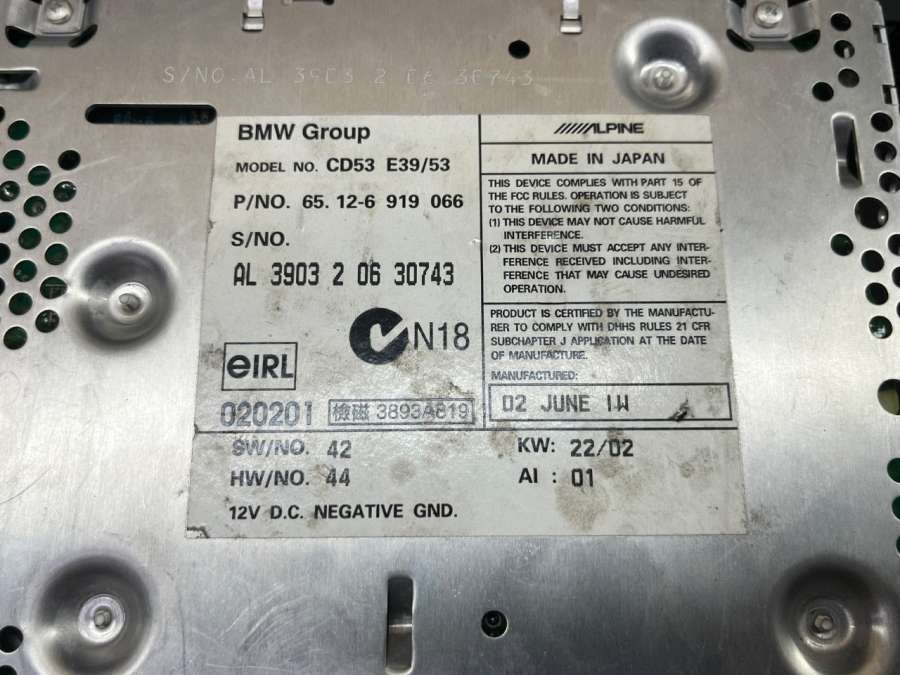 S/NO. AL 3903 2 06 30743
BMW Group
MODEL NO. CD53 E39/53
P/NO. 65. 12-6 919 066
S/NO.
AL 3903 2 06 30743
N18
eIRL
020201 檢磁 3893A819
ALPINE
MADE IN JAPAN
THIS DEVICE COMPLIES WITH PART 15 OF
THE FCC RULES. OPERATION IS SUBJECT
TO THE FOLLOWING TWO CONDITIONS:
(1) THIS DEVICE MAY NOT CAUSE HARMFUL
INTERFERENCE.
(2) THIS DEVICE MUST ACCEPT ANY INTER-
FERENCE RECEIVED INCLUDING INTER-
FERENCE THAT MAY CAUSE UNDESIRED
OPERATION.
PRODUCT IS CERTIFIED BY THE MANUFACTU-
RER TO COMPLY WITH DHHS RULES 21 CFR
SUBCHAPTER J APPLICATION AT THE DATE
OF MANUFACTURE.
MANUFACTURED:
02 JUNE IW
SW/NO. 42
HW/NO. 44
12V D.C. NEGATIVE GND.
KW: 22/02
AI : 01